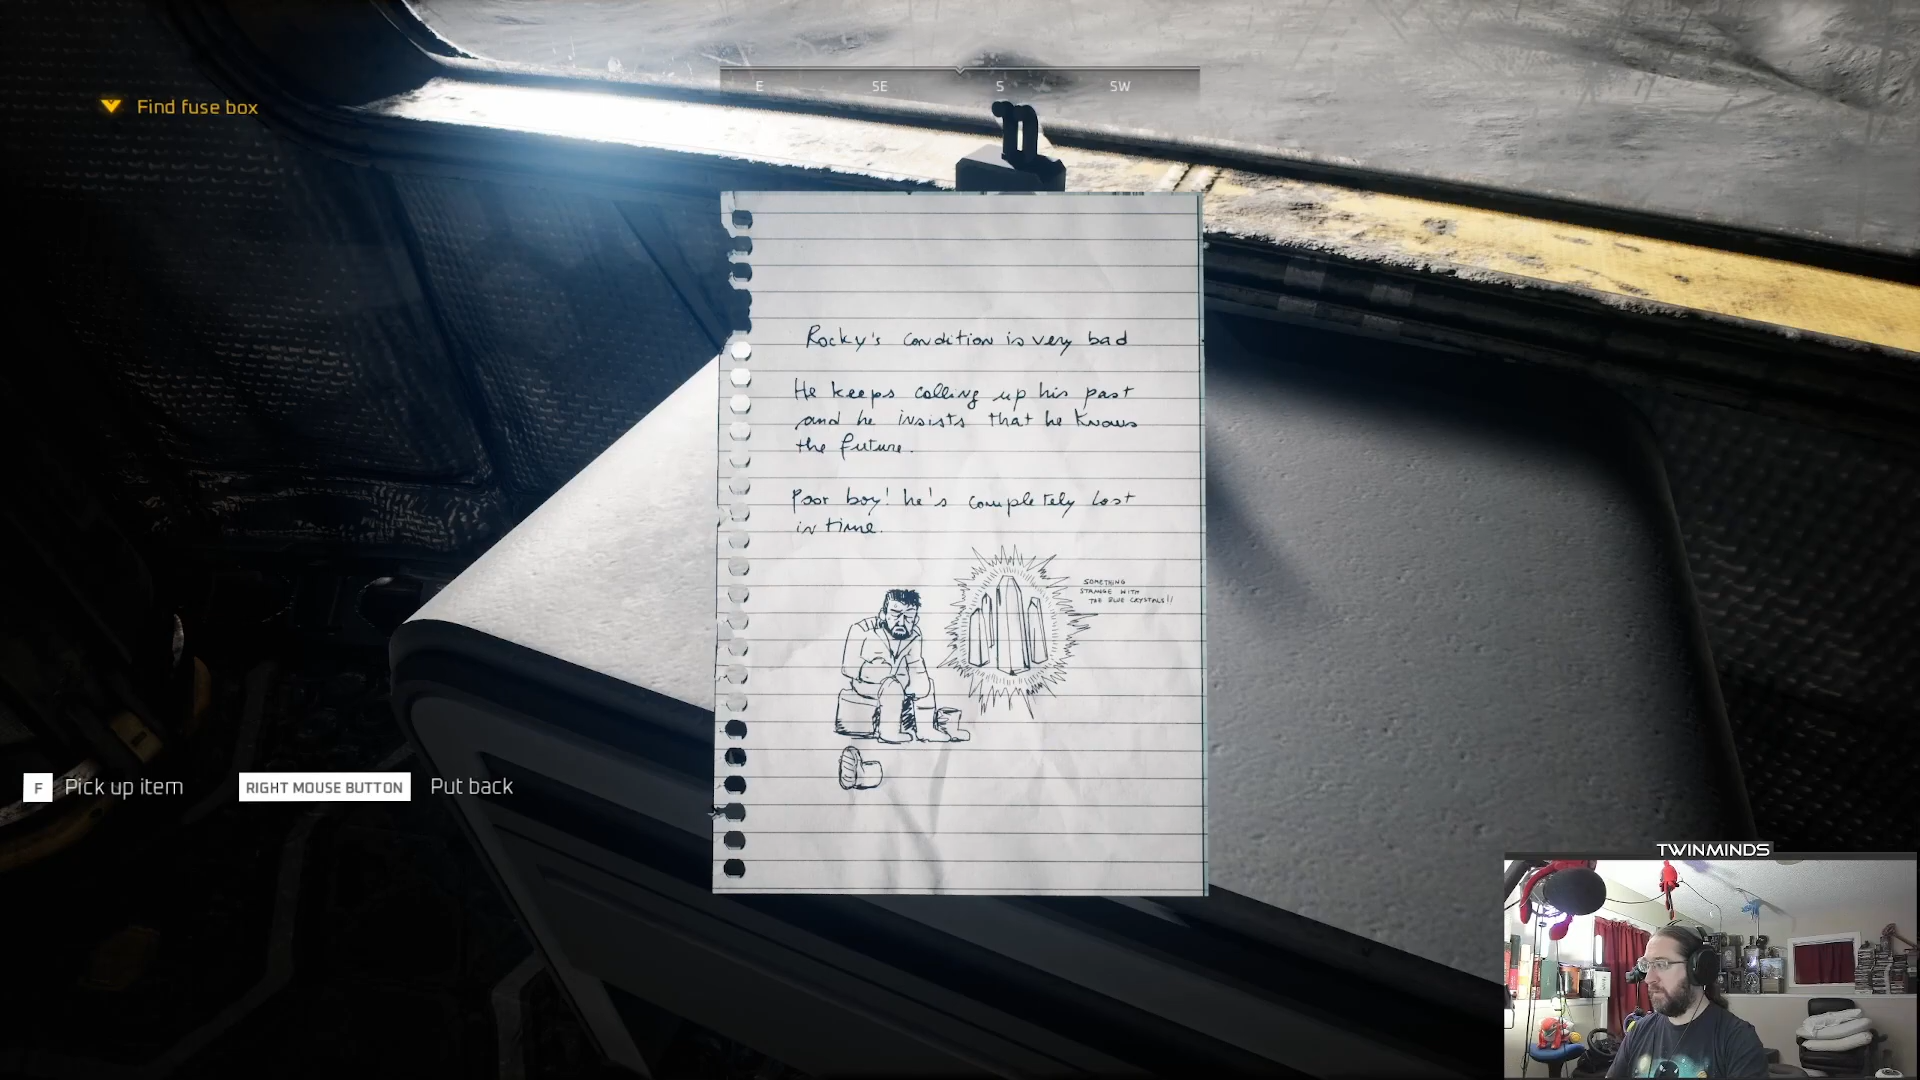 E SE S SW
Find fuse box
Rocky's condition is very bad
He keeps calling up his past
and he insists that he knows
the future.
Poor boy! he's completely lost
in time.
SOMETHING
STRANGE WITH
THE BLUE CRYSTALS!!
F Pick up item RIGHT MOUSE BUTTON Put back
TWINMINDS